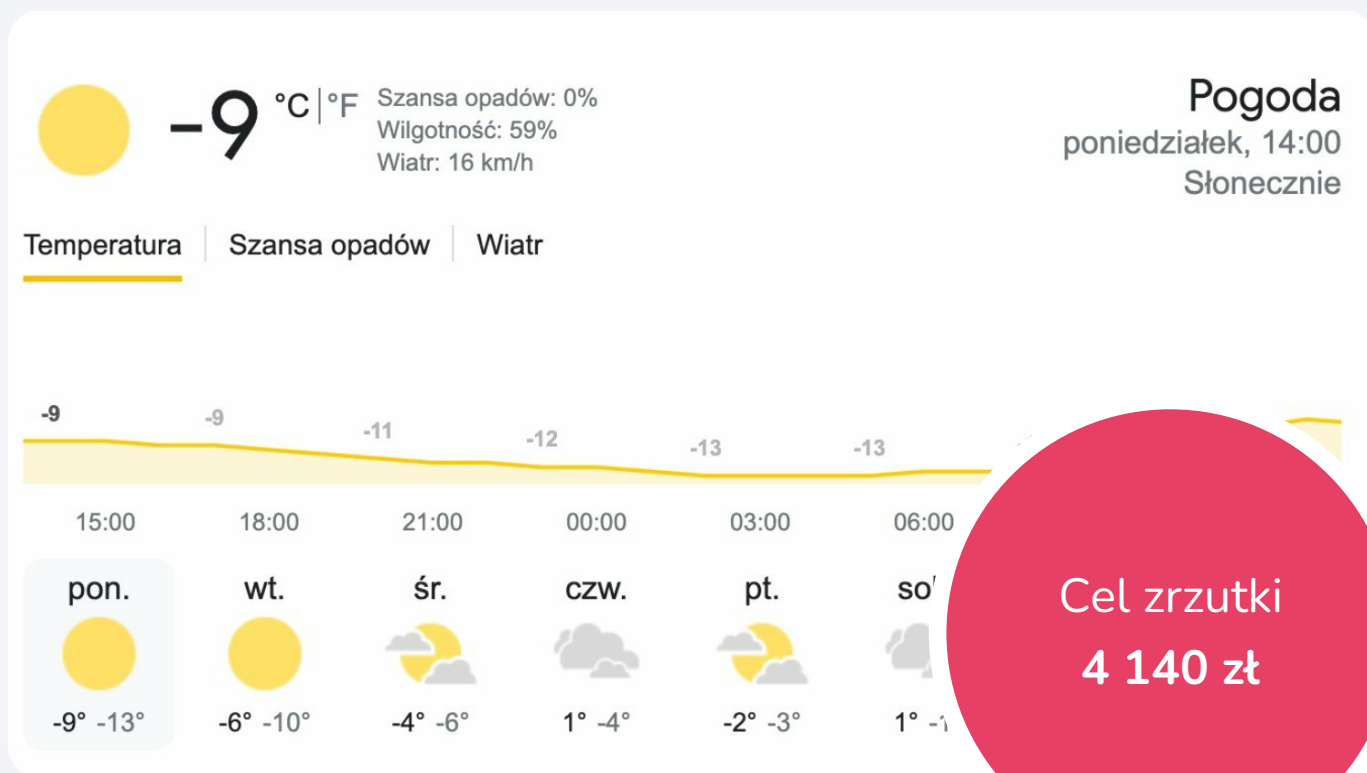 -9 °C | °F
Szansa opadów: 0%
Wilgotność: 59%
Wiatr: 16 km/h
Pogoda
poniedziałek, 14:00
Słonecznie
Temperatura | Szansa opadów | Wiatr
-9 -9 -11 -12 -13 -13
15:00 18:00 21:00 00:00 03:00 06:00
pon. wt. śr. czw. pt.
-9° -13° -6° -10° -4° -6° 1° -4° -2° -3° 1°
Cel zrzutki
4 140 zł